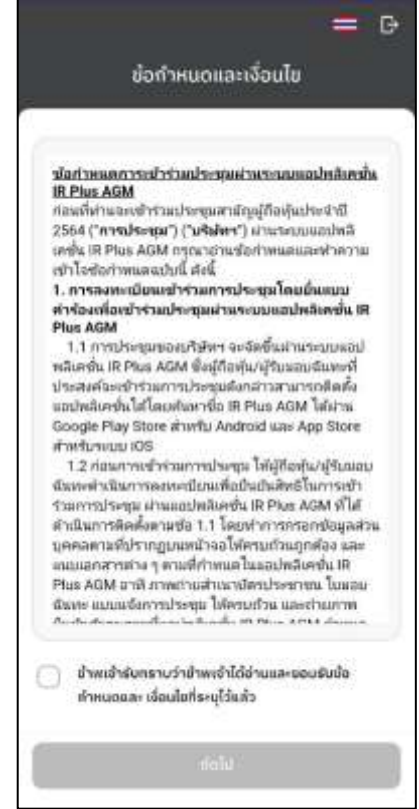 ข้อกำหนดและเงื่อนไข
ข้อกำหนดการเข้าร่วมประชุมผ่านระบบแอปพลิเคชั่น
IR Plus AGM
ก่อนที่ท่านจะเข้าร่วมประชุมสามัญผู้ถือหุ้นประจำปี
2564 ("การประชุม") ("บริษัทฯ") ผ่านระบบแอปพลิ
เคชั่น IR Plus AGM กรุณาอ่านข้อกำหนดและทำความ
เข้าใจข้อกำหนดฉบับนี้ ดังนี้
1. การลงทะเบียนเข้าร่วมการประชุมโดยยื่นแบบ
คำร้องเพื่อเข้าร่วมประชุมผ่านระบบแอปพลิเคชั่น IR
Plus AGM
1.1 การประชุมของบริษัทฯ จะจัดขึ้นผ่านระบบแอป
พลิเคชั่น IR Plus AGM ซึ่งผู้ถือหุ้น/ผู้รับมอบฉันทะที่
ประสงค์จะเข้าร่วมการประชุมดังกล่าวสามารถติดตั้ง
แอปพลิเคชั่นได้โดยค้นหาชื่อ IR Plus AGM ได้ผ่าน
Google Play Store สำหรับ Android และ App Store
สำหรับระบบ iOS
1.2 ก่อนการเข้าร่วมการประชุม ให้ผู้ถือหุ้น/ผู้รับมอบ
ฉันทะดำเนินการลงทะเบียนเพื่อยืนยันสิทธิในการเข้า
ร่วมการประชุม ผ่านแอปพลิเคชั่น IR Plus AGM ที่ได้
ดำเนินการติดตั้งตามข้อ 1.1 โดยทำการกรอกข้อมูลส่วน
บุคคลตามที่ปรากฏบนหน้าจอให้ครบถ้วนถูกต้อง และ
แนบเอกสารต่าง ๆ ตามที่กำหนดในแอปพลิเคชั่น IR
Plus AGM อาทิ ภาพถ่ายสำเนาบัตรประชาชน ใบมอบ
ฉันทะ แบบแจ้งการประชุม ให้ครบถ้วน และถ่ายภาพ
IR Plus AGM
ข้าพเจ้ารับทราบว่าข้าพเจ้าได้อ่านและยอมรับข้อ
กำหนดและ เงื่อนไขที่ระบุไว้แล้ว
ถัดไป